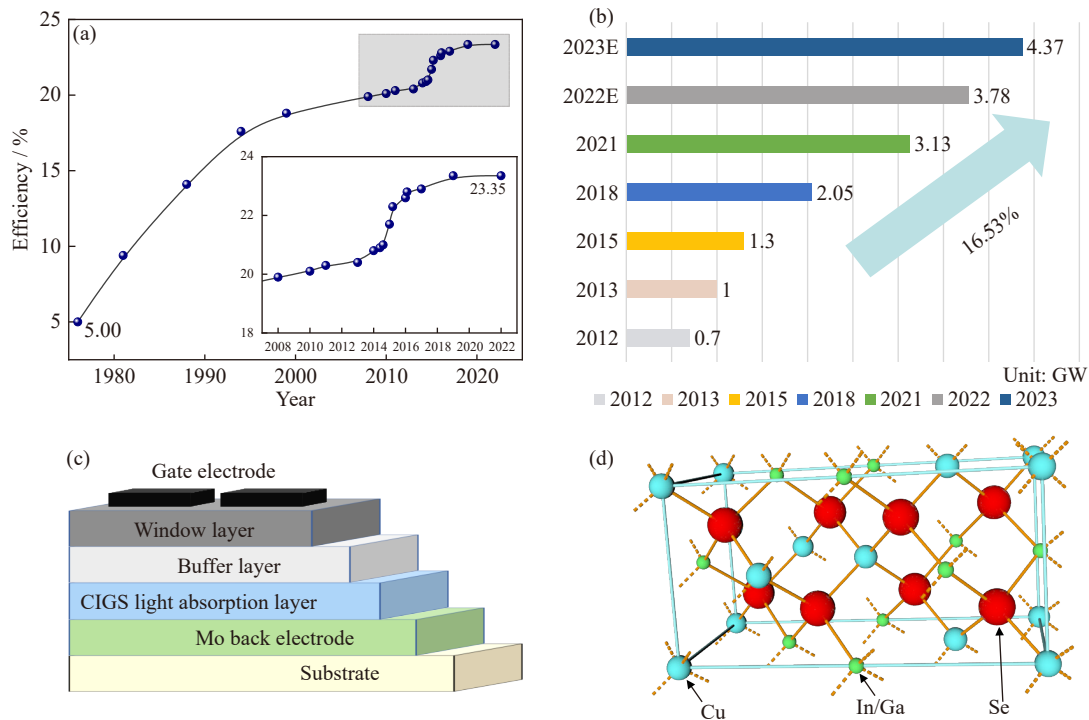 (a)
Efficiency / %
25
20
15
10
5
5.00
1980
1990
2000
2010
2020
Year
24
22
20
18
23.35
2008
2010
2012
2014
2016
2018
2020
2022
(b)
2023E
4.37
2022E
3.78
2021
3.13
2018
2.05
2015
1.3
2013
1
2012
0.7
16.53%
Unit: GW
2012
2013
2015
2018
2021
2022
2023
(c)
Gate electrode
Window layer
Buffer layer
CIGS light absorption layer
Mo back electrode
Substrate
(d)
Cu
In/Ga
Se